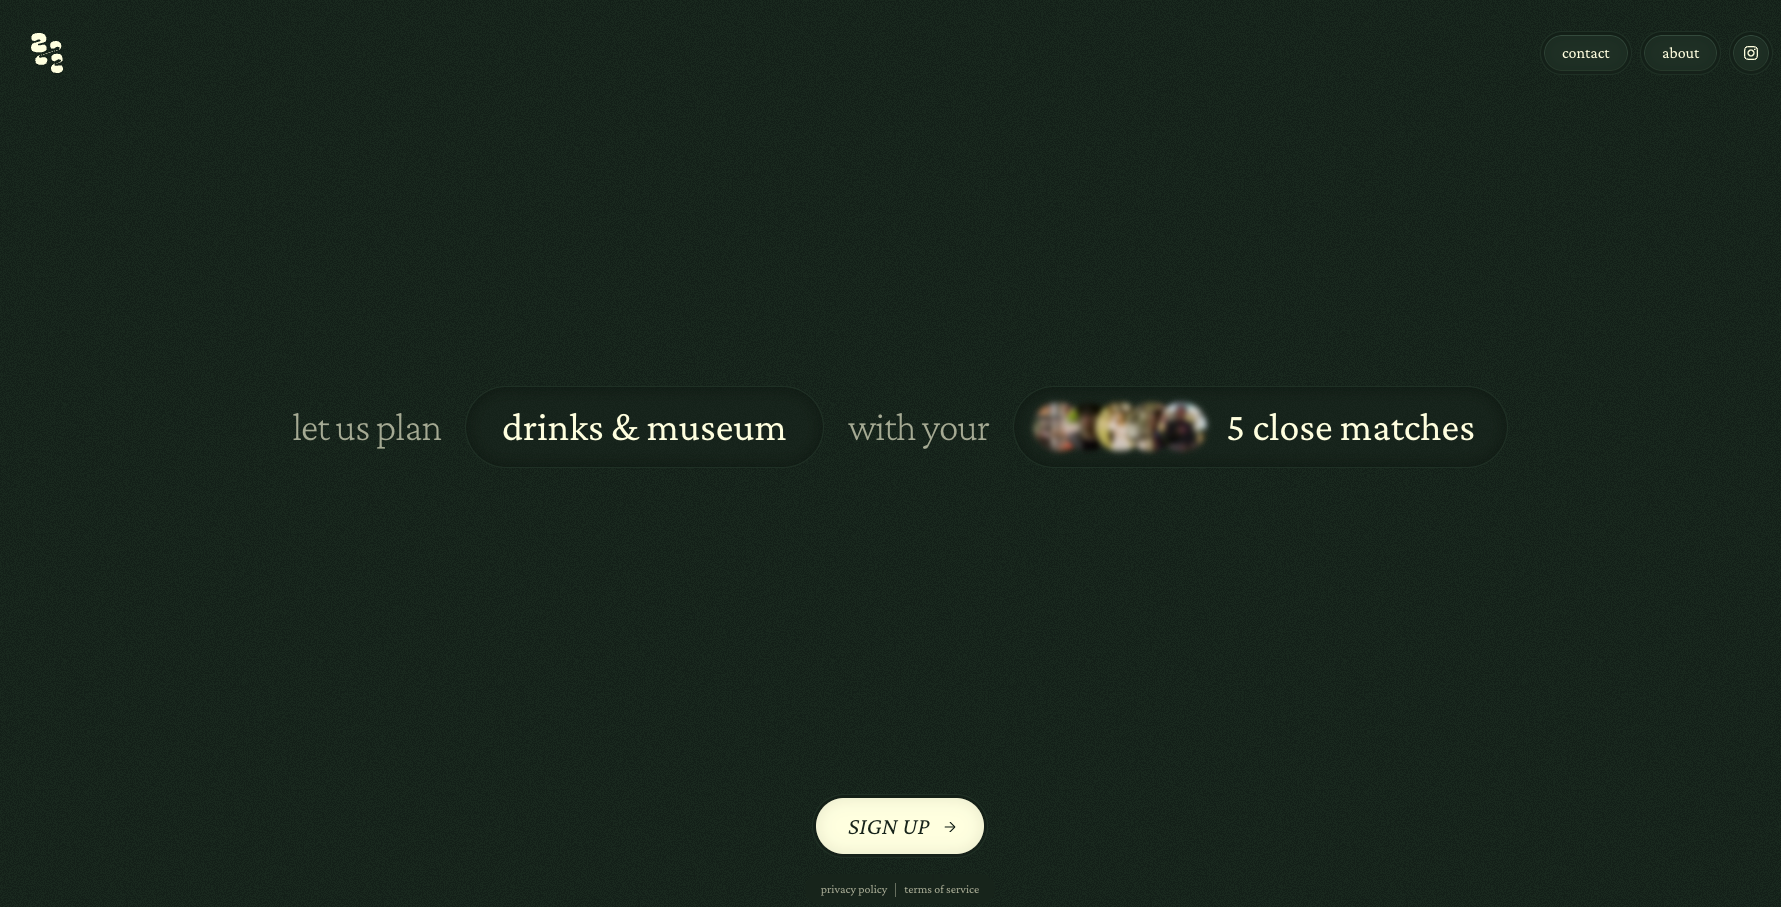 contact about
let us plan drinks & museum with your 5 close matches
SIGN UP
privacy policy | terms of service